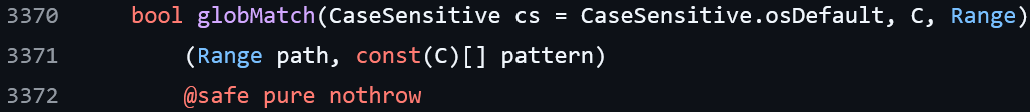 3370 bool globMatch(CaseSensitive cs = CaseSensitive.osDefault, C, Range)
3371 (Range path, const(C)[] pattern)
3372 @safe pure nothrow